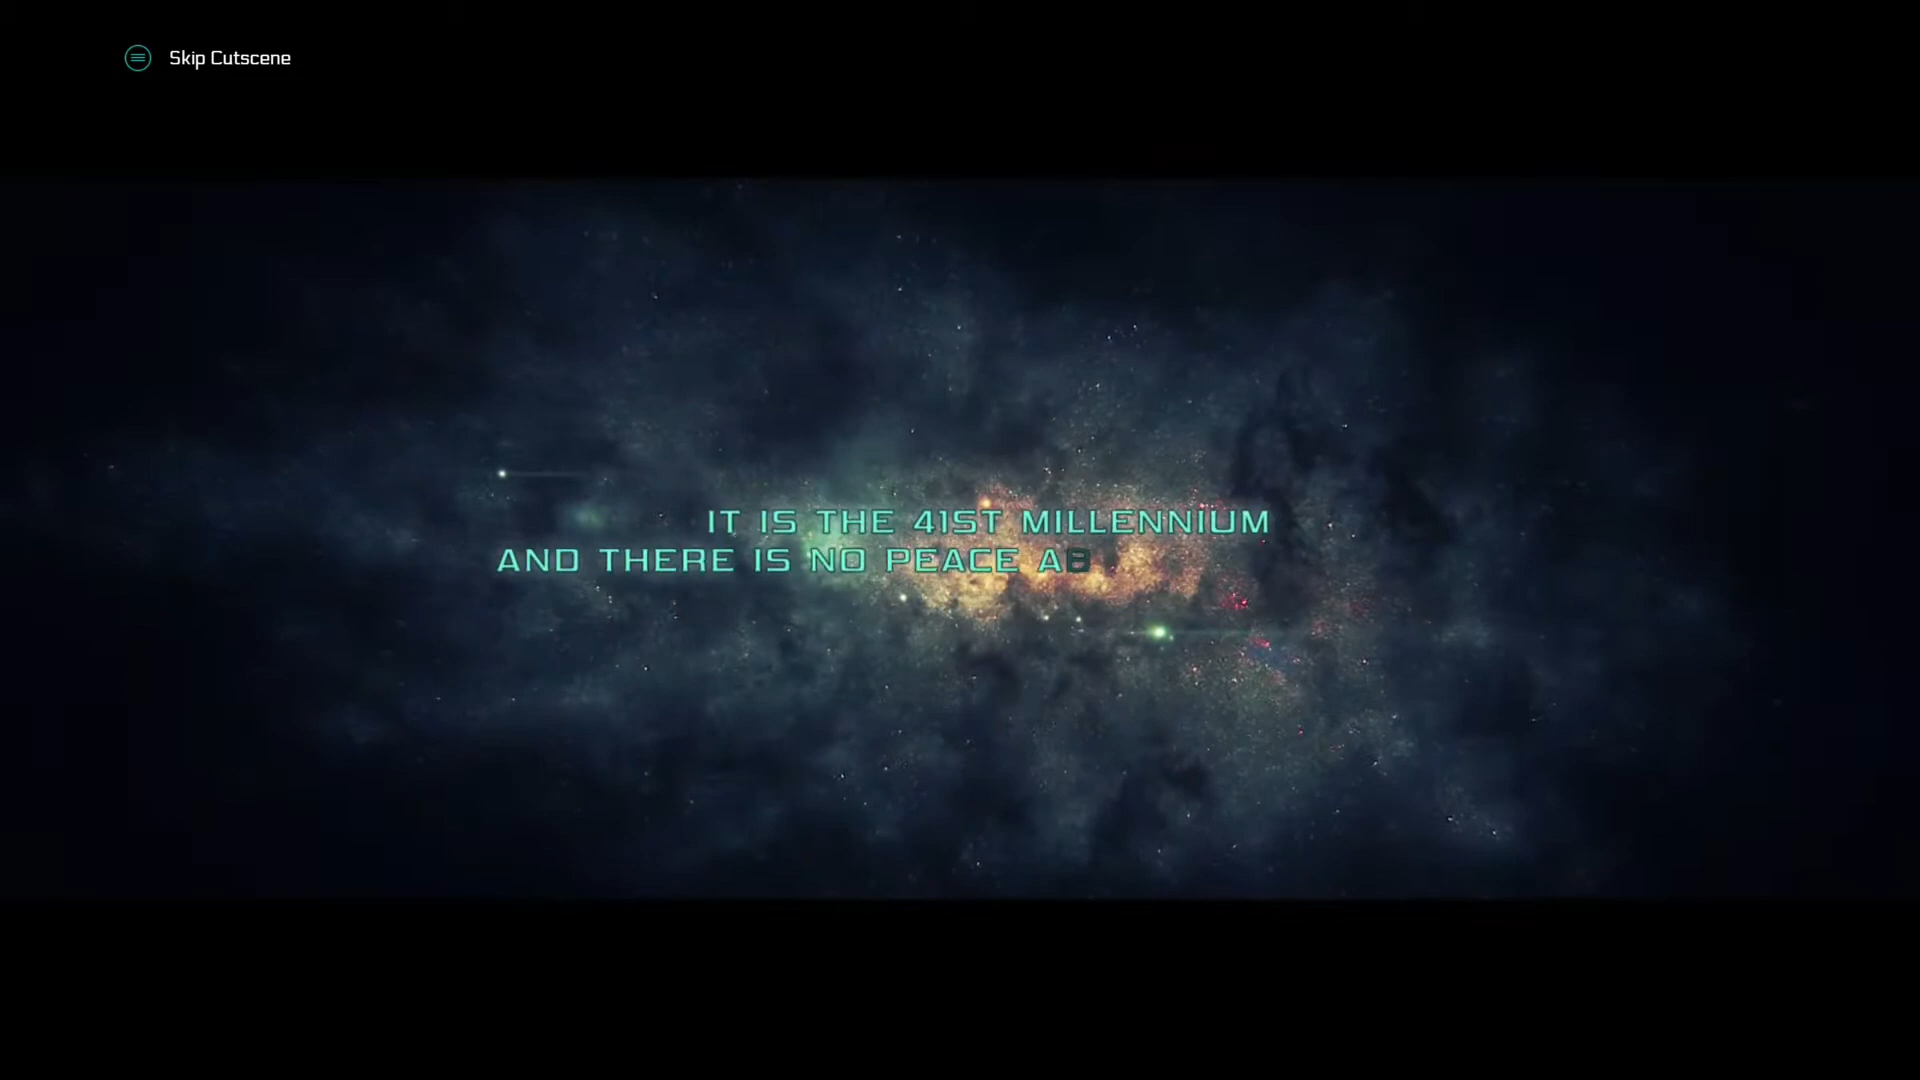 Skip Cutscene
IT IS THE 41ST MILLENNIUM
AND THERE IS NO PEACE AB